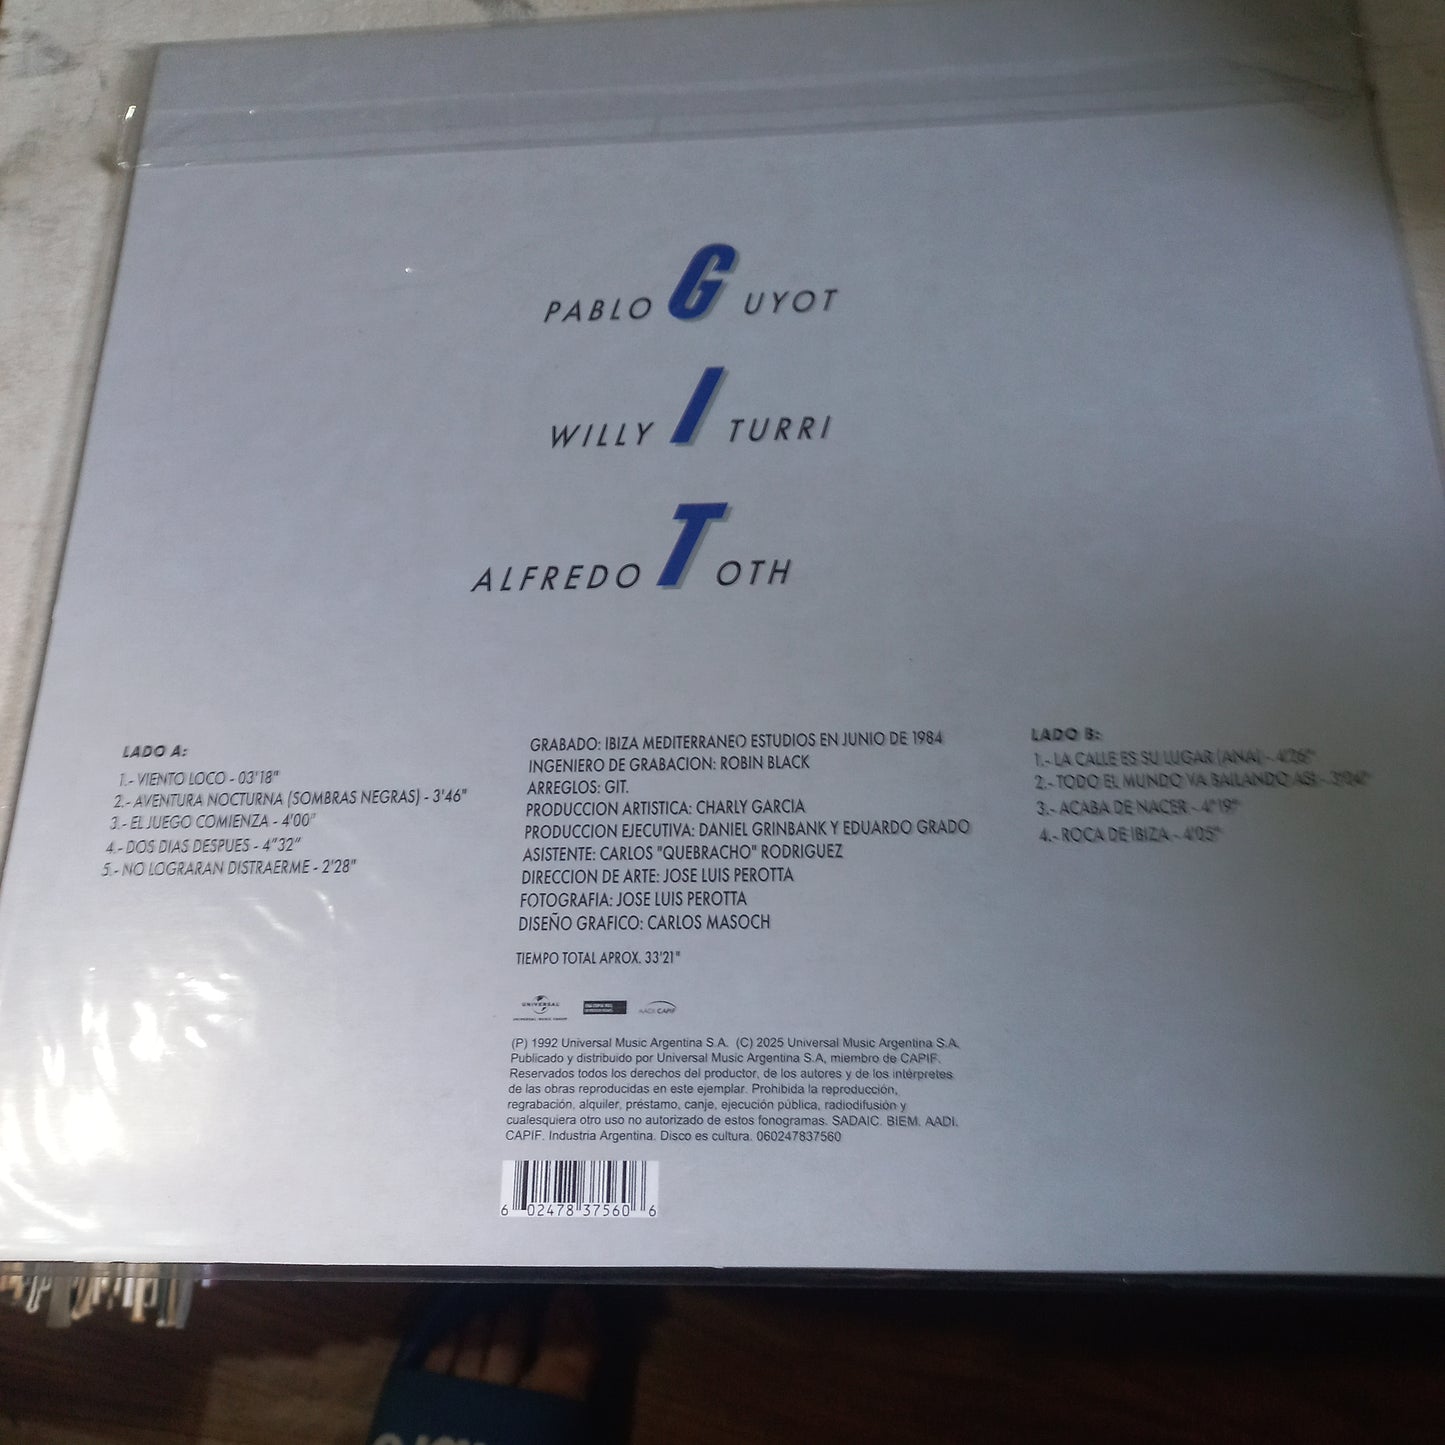 PABLO GUYOT
WILLY ITURRI
ALFREDO TOTH
LADO A:
1.- VIENTO LOCO - 03'18"
2.- AVENTURA NOCTURNA (SOMBRAS NEGRAS) - 3'46"
3.- EL JUEGO COMIENZA - 4'00"
4.- DOS DIAS DESPUES - 4"32"
5.- NO LOGRARAN DISTRAERME - 2'28"
GRABADO: IBIZA MEDITERRANEO ESTUDIOS EN JUNIO DE 1984
INGENIERO DE GRABACION: ROBIN BLACK
ARREGLOS: GIT.
PRODUCCION ARTISTICA: CHARLY GARCIA
PRODUCCION EJECUTIVA: DANIEL GRINBANK Y EDUARDO GRADO
ASISTENTE: CARLOS "QUEBRACHO" RODRIGUEZ
DIRECCION DE ARTE: JOSE LUIS PEROTTA
FOTOGRAFIA: JOSE LUIS PEROTTA
DISEÑO GRAFICO: CARLOS MASOCH
TIEMPO TOTAL APROX. 33'21"
LADO B:
1.- LA CALLE ES SU LUGAR (ANA) - 4'26"
2.- TODO EL MUNDO VA BAILANDO ASI - 3'04"
3.- ACABA DE NACER - 4"19"
4.- ROCA DE IBIZA - 4'05"
UNIVERSAL
UNIVERSAL MUSIC GROUP
AADI CAPIF
(P) 1992 Universal Music Argentina S.A. (C) 2025 Universal Music Argentina S.A.
Publicado y distribuido por Universal Music Argentina S.A, miembro de CAPIF.
Reservados todos los derechos del productor, de los autores y de los intérpretes
de las obras reproducidas en este ejemplar. Prohibida la reproducción,
regrabación, alquiler, préstamo, canje, ejecución pública, radiodifusión y
cualesquiera otro uso no autorizado de estos fonogramas. SADAIC. BIEM. AADI.
CAPIF. Industria Argentina. Disco es cultura. 060247837560
6 02478 37560 6